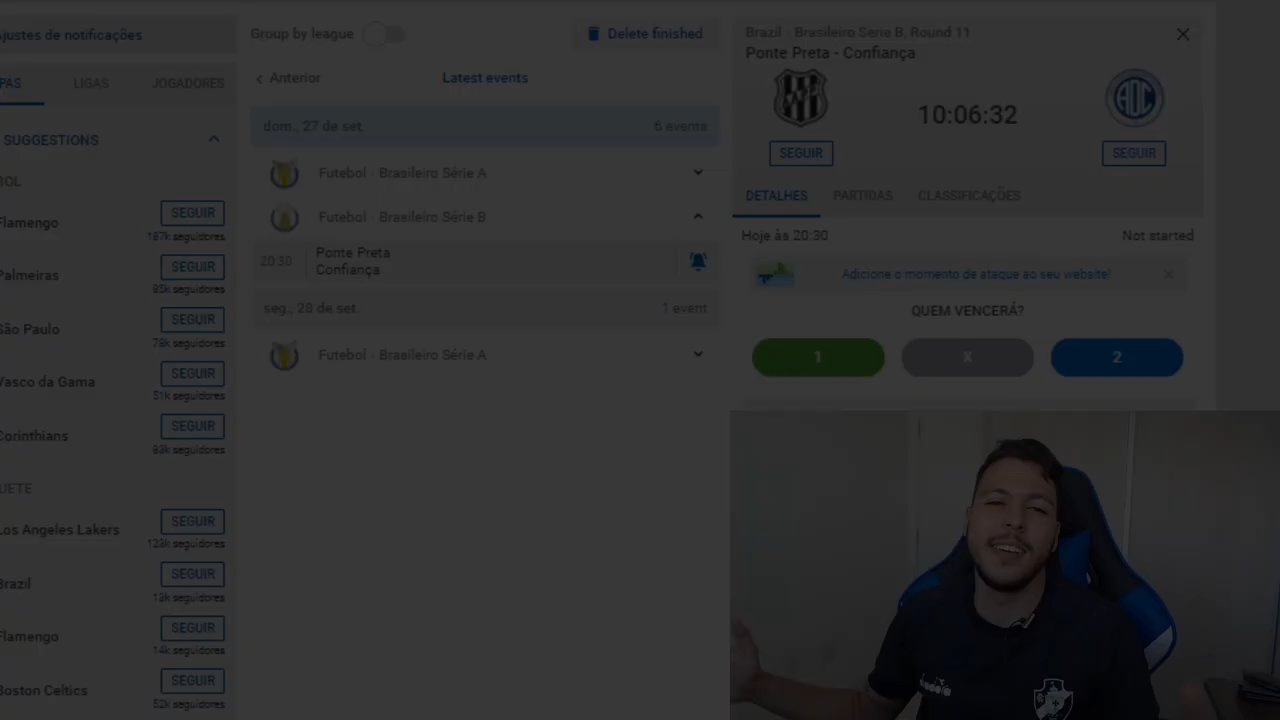 Ajustes de notificações
PAS LIGAS JOGADORES
SUGGESTIONS
BOL
Flamengo SEGUIR
167k seguidores
Palmeiras SEGUIR
85k seguidores
São Paulo SEGUIR
78k seguidores
Vasco da Gama SEGUIR
51k seguidores
Corinthians SEGUIR
83k seguidores
UETE
Los Angeles Lakers SEGUIR
123k seguidores
Brazil SEGUIR
13k seguidores
Flamengo SEGUIR
14k seguidores
Boston Celtics SEGUIR
52k seguidores
Group by league
Delete finished
Anterior Latest events
dom., 27 de set. 6 events
Futebol - Brasileiro Série A
Futebol - Brasileiro Série B
20:30 Ponte Preta
Confiança
seg., 28 de set. 1 event
Futebol - Brasileiro Série A
Brazil - Brasileiro Serie B, Round 11
Ponte Preta - Confiança
ADC
10:06:32
SEGUIR SEGUIR
DETALHES PARTIDAS CLASSIFICAÇÕES
Hoje às 20:30 Not started
Adicione o momento de ataque ao seu website!
QUEM VENCERÁ?
1 X 2
diadora